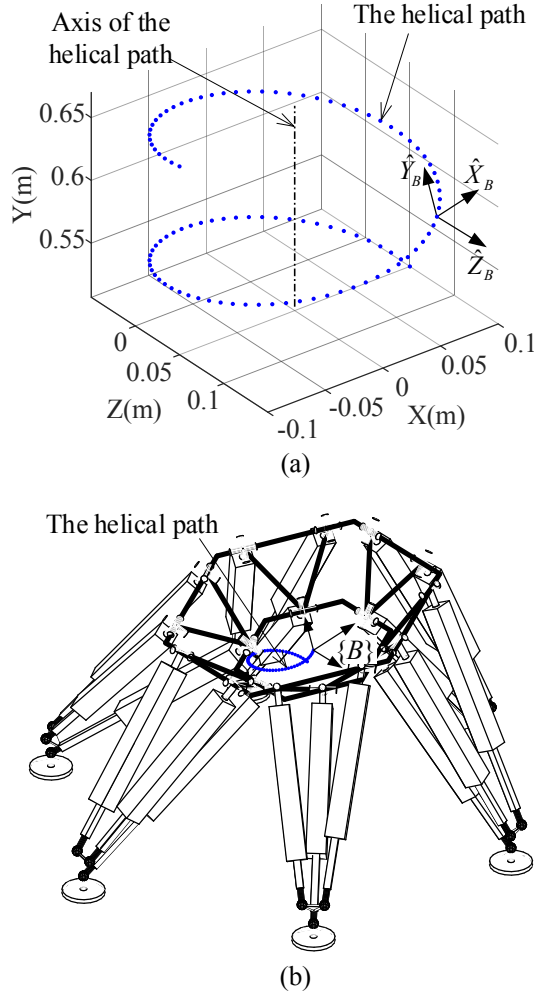 Axis of the
helical path
The helical path
0.65
0.6
0.55
Y(m)
Ŷ_B
X̂_B
Ẑ_B
0
0.05
0.1
Z(m)
-0.1
-0.05
0
0.05
0.1
X(m)
(a)
The helical path
{B}
(b)